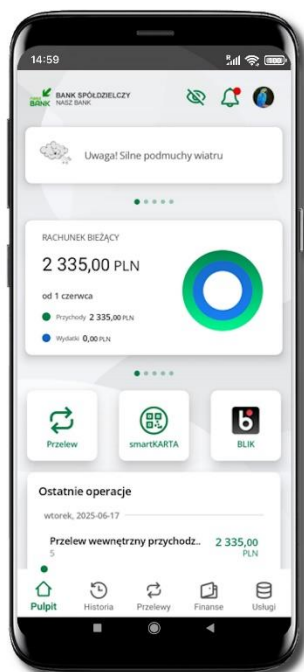 14:59
NASZ BANK
BANK SPÓŁDZIELCZY
NASZ BANK
Uwaga! Silne podmuchy wiatru
RACHUNEK BIEŻĄCY
2 335,00 PLN
od 1 czerwca
Przychody 2 335,00 PLN
Wydatki 0,00 PLN
Przelew
smartKARTA
BLIK
Ostatnie operacje
wtorek, 2025-06-17
Przelew wewnętrzny przychodz.. 2 335,00
S PLN
Pulpit Historia Przelewy Finanse Usługi